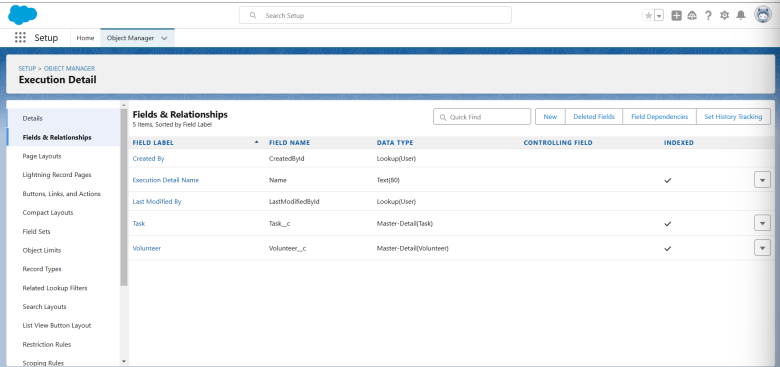 Search Setup
Setup
Home
Object Manager
SETUP > OBJECT MANAGER
Execution Detail
Details
Fields & Relationships
Page Layouts
Lightning Record Pages
Buttons, Links, and Actions
Compact Layouts
Field Sets
Object Limits
Record Types
Related Lookup Filters
Search Layouts
List View Button Layout
Restriction Rules
Scoping Rules
Fields & Relationships
5 Items, Sorted by Field Label
Quick Find
New
Deleted Fields
Field Dependencies
Set History Tracking
FIELD LABEL FIELD NAME DATA TYPE CONTROLLING FIELD INDEXED
Created By CreatedById Lookup(User)
Execution Detail Name Name Text(80)
Last Modified By LastModifiedById Lookup(User)
Task Task__c Master-Detail(Task)
Volunteer Volunteer__c Master-Detail(Volunteer)